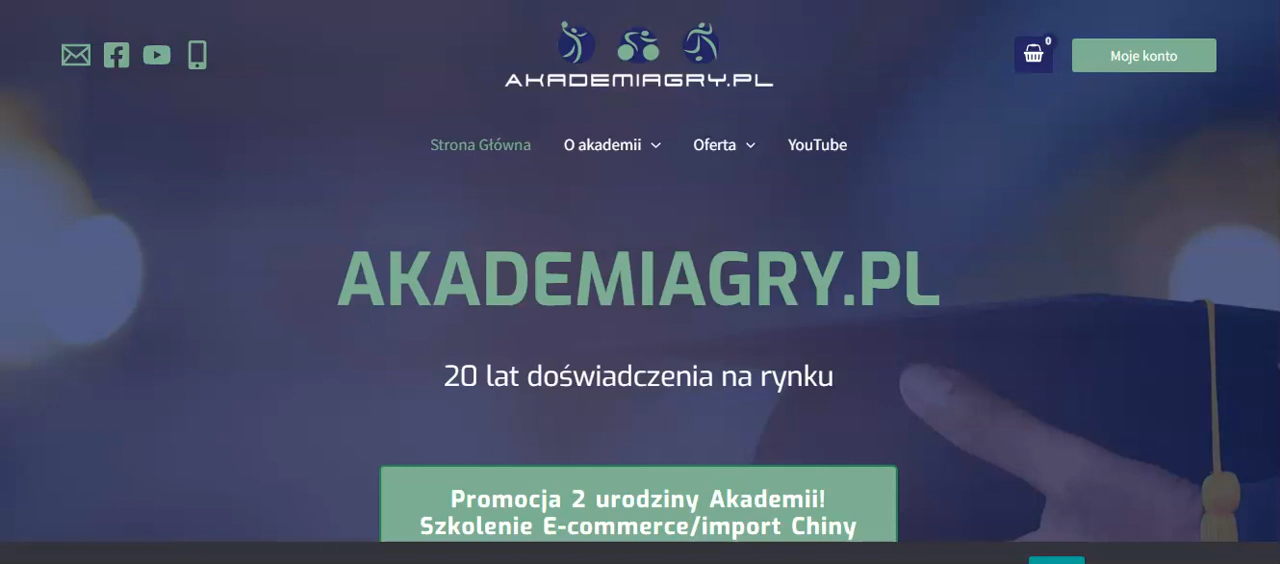 AKADEMIAGRY.PL
0
Moje konto
Strona Główna
O akademii
Oferta
YouTube
AKADEMIAGRY.PL
20 lat doświadczenia na rynku
Promocja 2 urodziny Akademii!
Szkolenie E-commerce/import Chiny